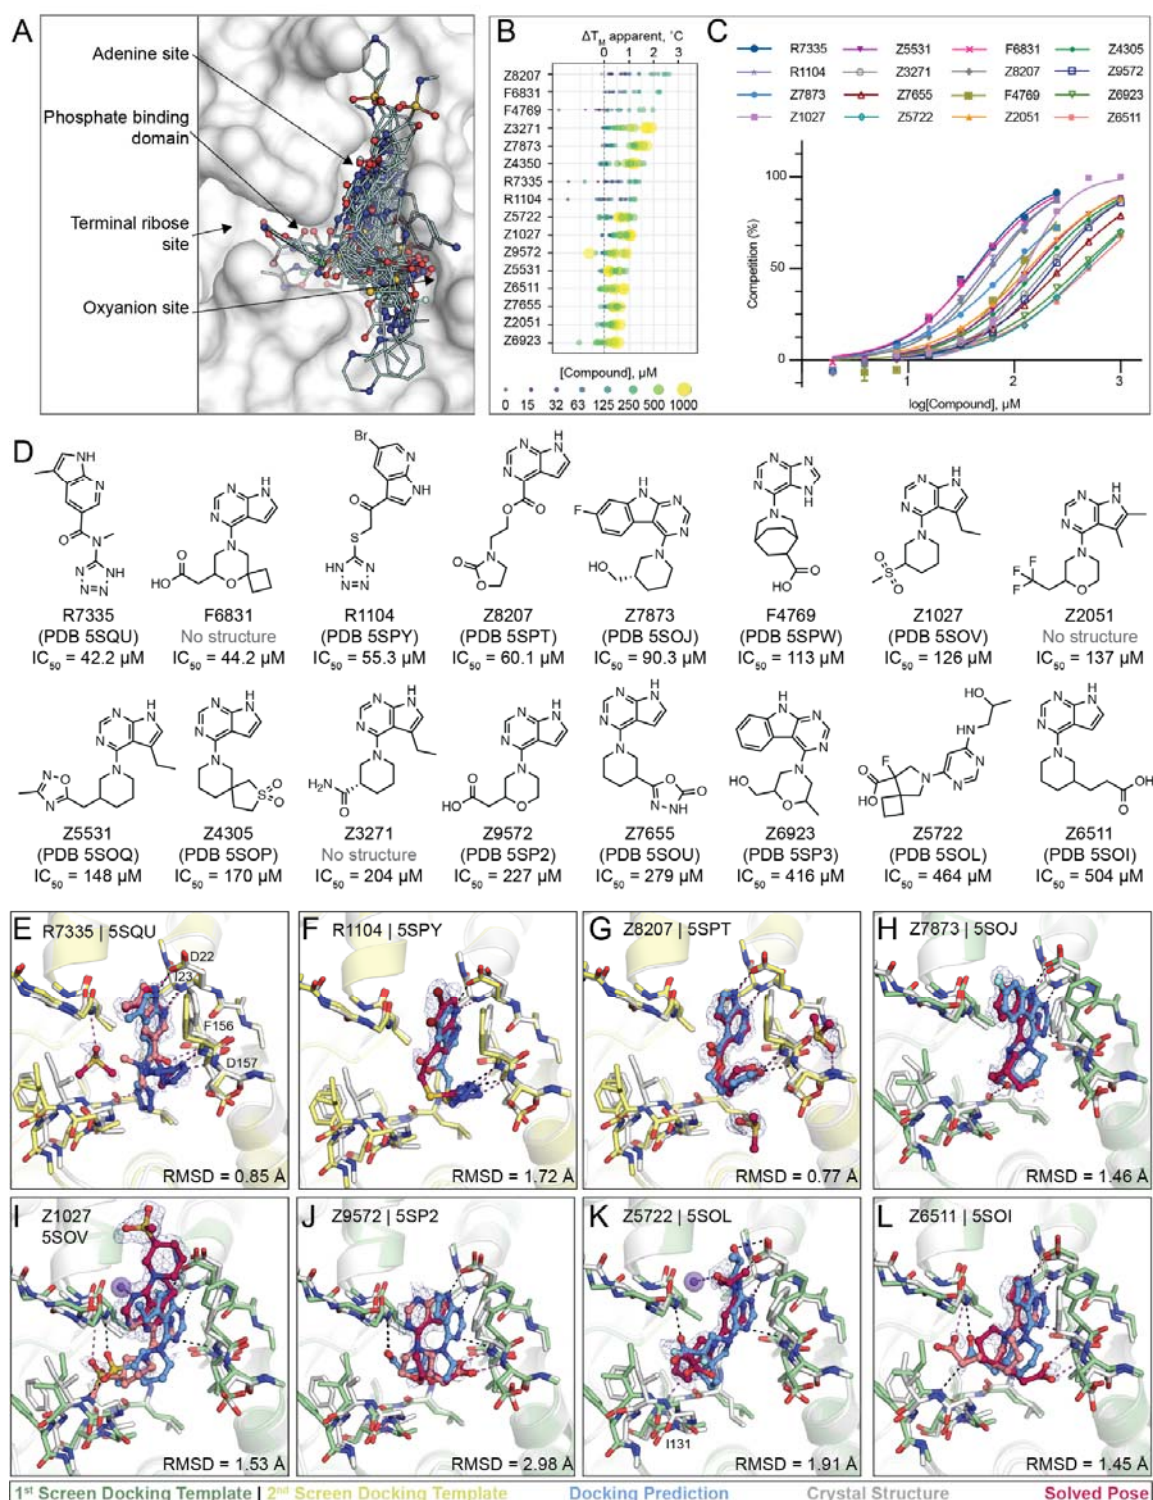 A
Adenine site
Phosphate binding
domain
Terminal ribose
site
Oxyanion site
B
ΔTM apparent, °C
0 1 2 3
Z8207
F6831
F4769
Z3271
Z7873
Z4350
R7335
R1104
Z5722
Z1027
Z9572
Z5531
Z6511
Z7655
Z2051
Z6923
[Compound], µM
0 15 32 63 125 250 500 1000
C
R7335 Z5531 F6831 Z4305
R1104 Z3271 Z8207 Z9572
Z7873 Z7655 F4769 Z6923
Z1027 Z5722 Z2051 Z6511
Competition (%)
100
50
0
1 2 3
log[Compound], µM
D
R7335 F6831 R1104 Z8207 Z7873 F4769 Z1027 Z2051
(PDB 5SQU) No structure (PDB 5SPY) (PDB 5SPT) (PDB 5SOJ) (PDB 5SPW) (PDB 5SOV) No structure
IC50 = 42.2 µM IC50 = 44.2 µM IC50 = 55.3 µM IC50 = 60.1 µM IC50 = 90.3 µM IC50 = 113 µM IC50 = 126 µM IC50 = 137 µM
Z5531 Z4305 Z3271 Z9572 Z7655 Z6923 Z5722 Z6511
(PDB 5SOQ) (PDB 5SOP) No structure (PDB 5SP2) (PDB 5SOU) (PDB 5SP3) (PDB 5SOL) (PDB 5SOI)
IC50 = 148 µM IC50 = 170 µM IC50 = 204 µM IC50 = 227 µM IC50 = 279 µM IC50 = 416 µM IC50 = 464 µM IC50 = 504 µM
E R7335 | 5SQU
D22
I23
F156
D157
RMSD = 0.85 Å
F R1104 | 5SPY
RMSD = 1.72 Å
G Z8207 | 5SPT
RMSD = 0.77 Å
H Z7873 | 5SOJ
RMSD = 1.46 Å
I Z1027
5SOV
RMSD = 1.53 Å
J Z9572 | 5SP2
RMSD = 2.98 Å
K Z5722 | 5SOL
I131
RMSD = 1.91 Å
L Z6511 | 5SOI
RMSD = 1.45 Å
1st Screen Docking Template | 2nd Screen Docking Template Docking Prediction Crystal Structure Solved Pose